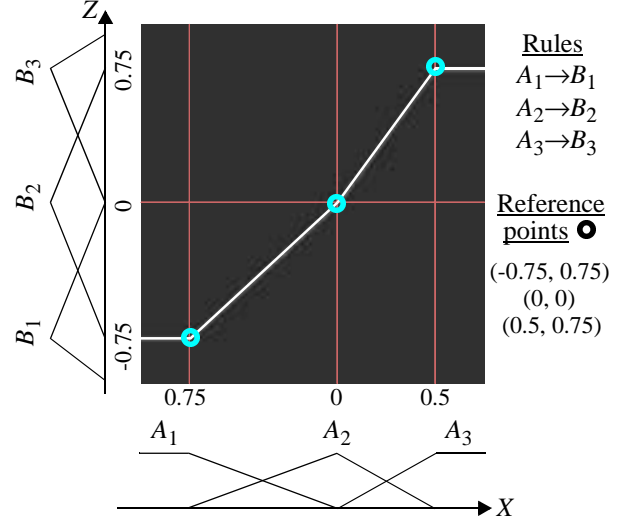 Z
B3
0.75
B2
0
B1
-0.75
Rules
A1→B1
A2→B2
A3→B3
Reference
points
(-0.75, 0.75)
(0, 0)
(0.5, 0.75)
0.75 0 0.5
A1 A2 A3
X